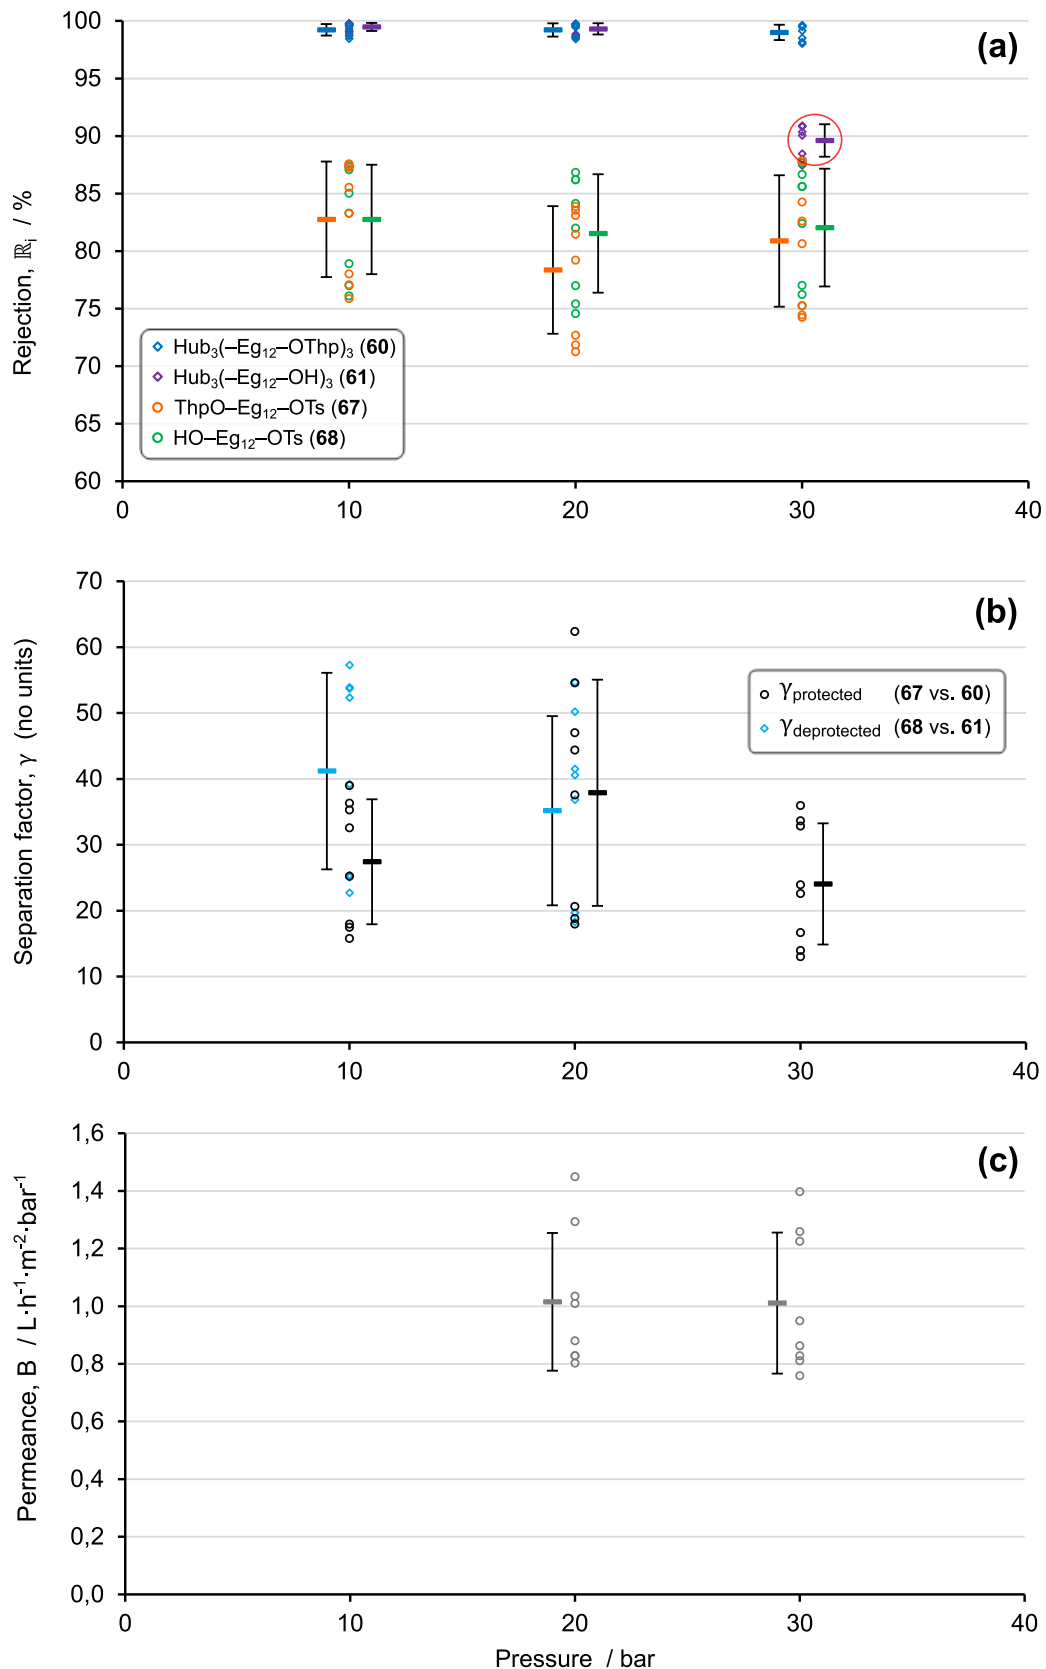 (a)
Rejection, ℝᵢ / %
100
95
90
85
80
75
70
65
60
Hub₃(–Eg₁₂–OThp)₃ (60)
Hub₃(–Eg₁₂–OH)₃ (61)
ThpO–Eg₁₂–OTs (67)
HO–Eg₁₂–OTs (68)
0 10 20 30 40
(b)
Separation factor, γ (no units)
70
60
50
40
30
20
10
0
γprotected (67 vs. 60)
γdeprotected (68 vs. 61)
0 10 20 30 40
(c)
Permeance, B / L·h⁻¹·m⁻²·bar⁻¹
1,6
1,4
1,2
1,0
0,8
0,6
0,4
0,2
0,0
0 10 20 30 40
Pressure / bar